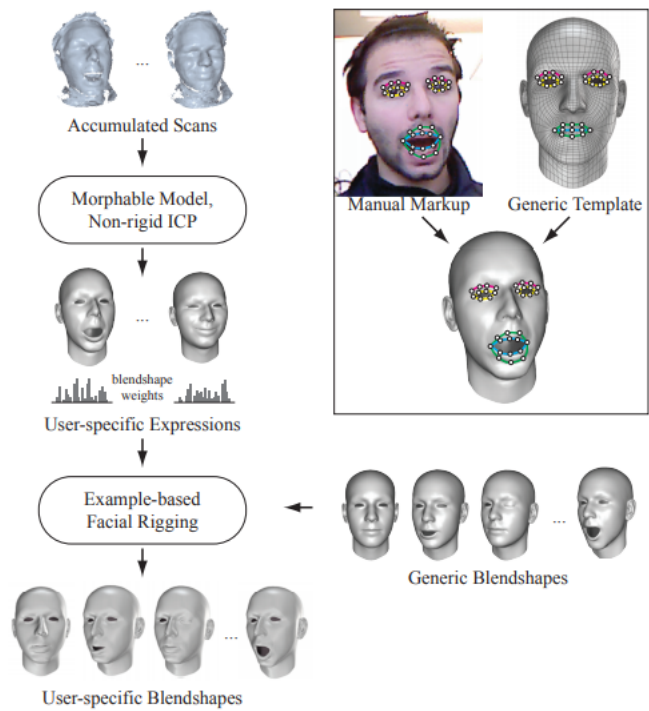 ...
Accumulated Scans
Morphable Model,
Non-rigid ICP
...
blendshape
weights
User-specific Expressions
Example-based
Facial Rigging
...
User-specific Blendshapes
Manual Markup
Generic Template
...
Generic Blendshapes